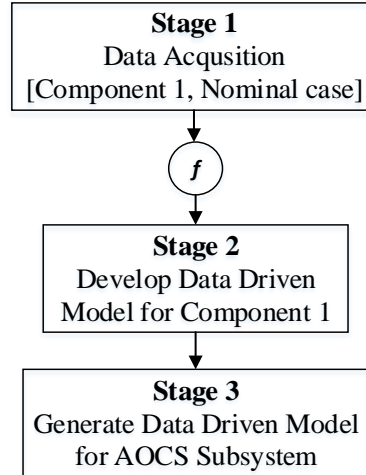 Stage 1
Data Acqusition
[Component 1, Nominal case]
f
Stage 2
Develop Data Driven
Model for Component 1
Stage 3
Generate Data Driven Model
for AOCS Subsystem